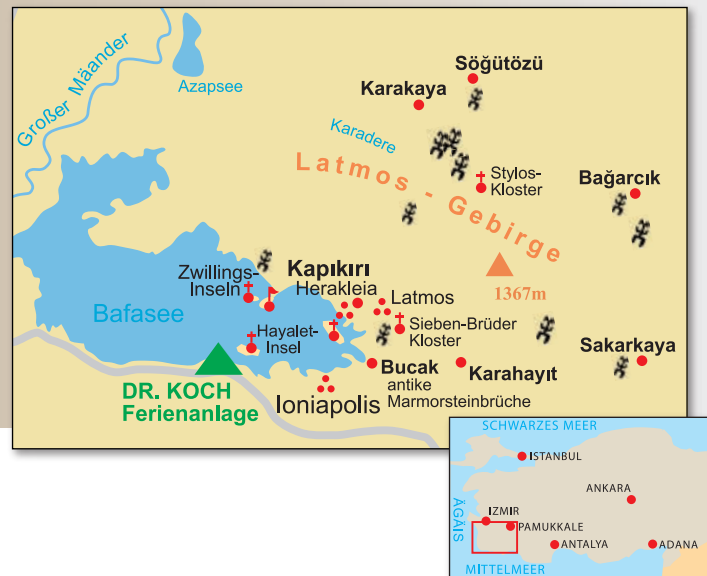 Großer Mäander
Azapsee
Söğütözü
Karakaya
Karadere
Latmos - Gebirge
Stylos-
Kloster
Bağarcık
1367m
Zwillings-
Inseln
Kapıkırı
Herakleia
Latmos
Bafasee
Hayalet-
Insel
Sieben-Brüder
Kloster
Sakarkaya
DR. KOCH
Ferienanlage
Bucak
antike
Marmorsteinbrüche
Karahayıt
Ioniapolis
SCHWARZES MEER
ISTANBUL
ANKARA
ÄGÄIS
IZMIR
PAMUKKALE
ANTALYA
ADANA
MITTELMEER